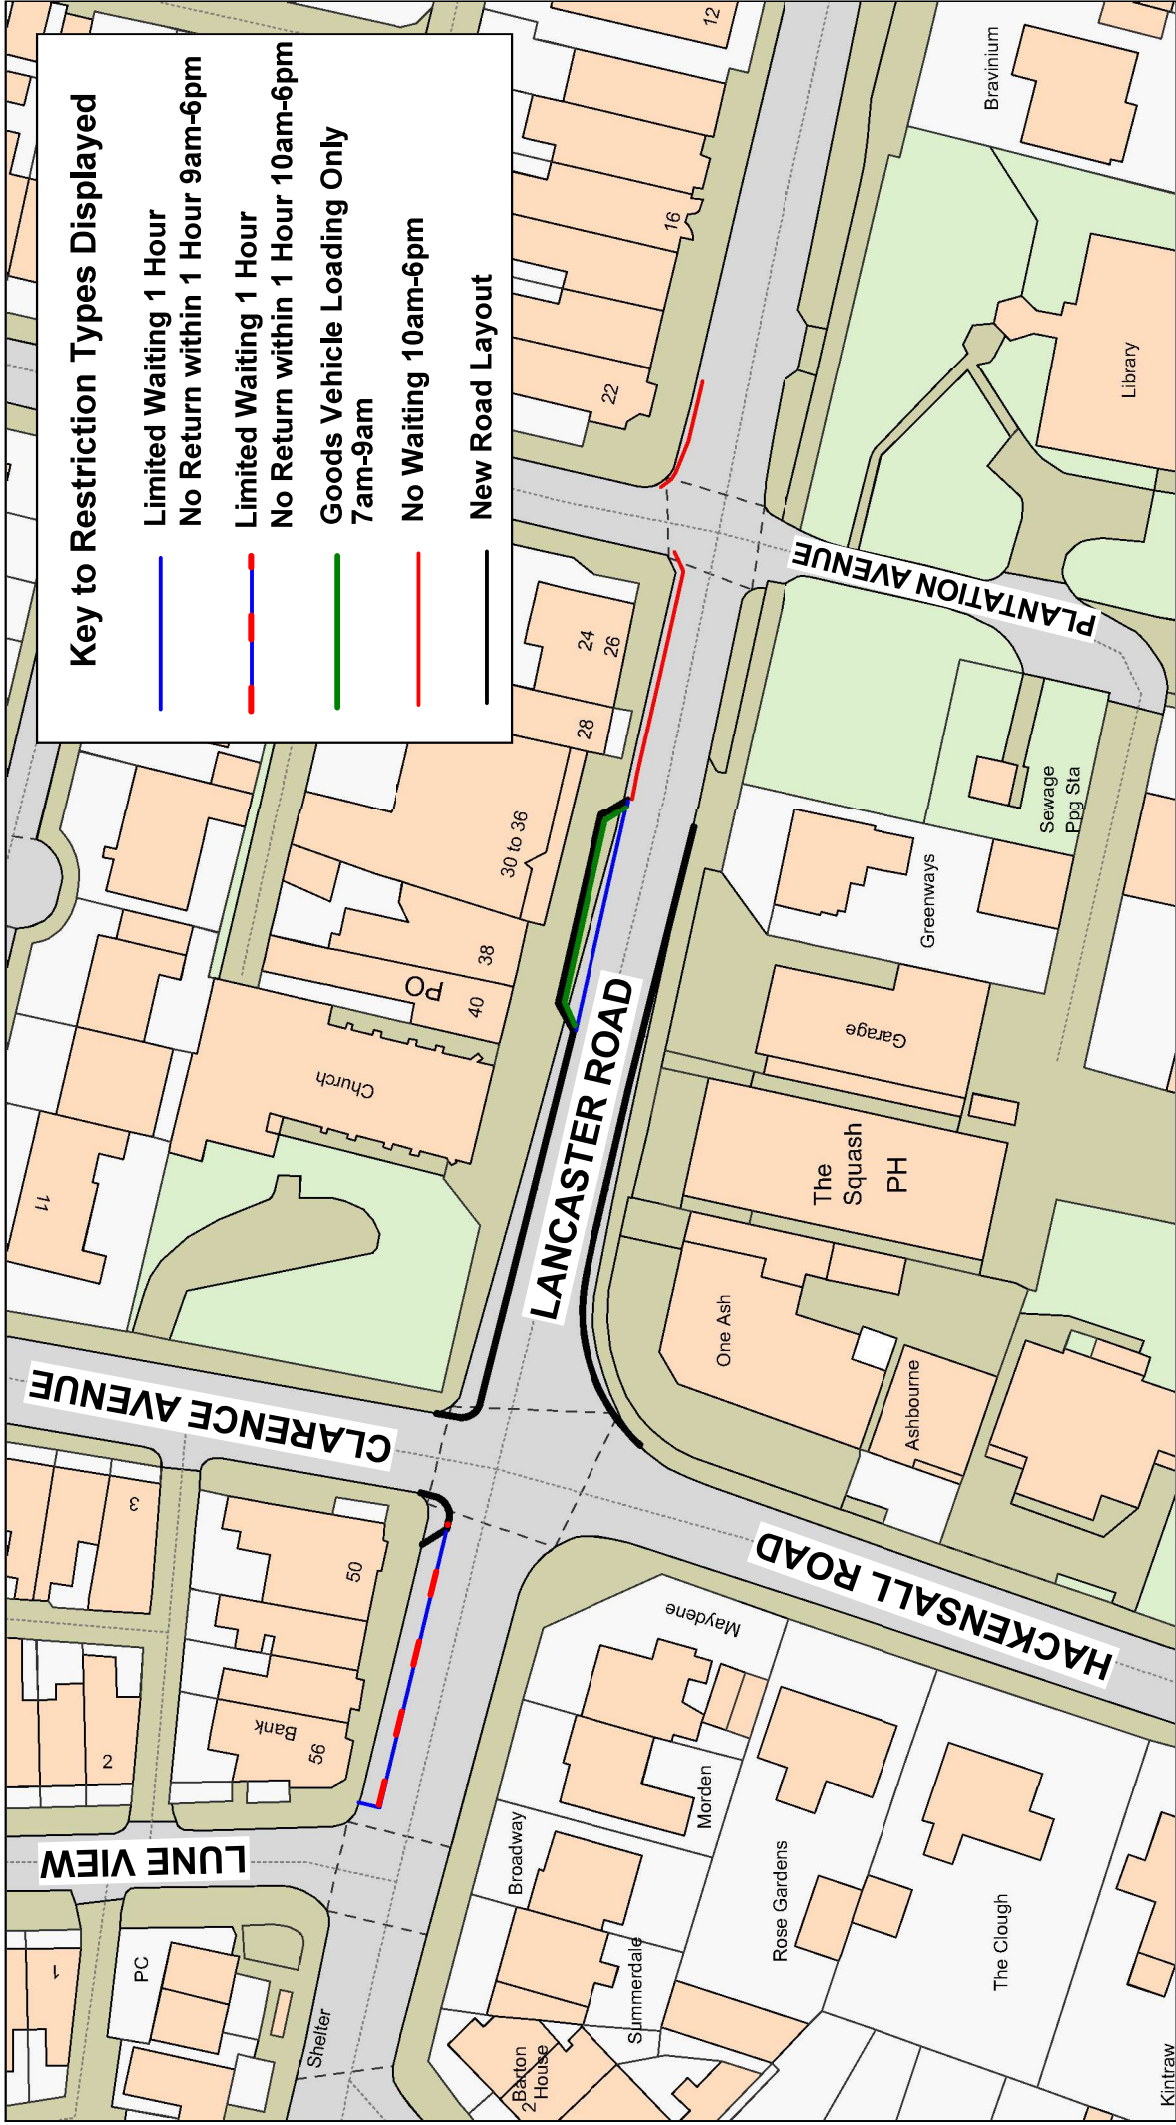 Key to Restriction Types Displayed
Limited Waiting 1 Hour
No Return within 1 Hour 9am-6pm
Limited Waiting 1 Hour
No Return within 1 Hour 10am-6pm
Goods Vehicle Loading Only
7am-9am
No Waiting 10am-6pm
New Road Layout
LUNE VIEW
CLARENCE AVENUE
LANCASTER ROAD
HACKENSALL ROAD
PLANTATION AVENUE
1
PC
Shelter
2
3
Bank
56
50
11
Church
PO
40
38
30 to 36
28
24
26
22
16
12
2
Barton
House
Summerdale
Broadway
Morden
Maydene
Rose Gardens
The Clough
Kintraw
Ashbourne
One Ash
The
Squash
PH
Garage
Greenways
Sewage
Ppg Sta
Library
Bravinium